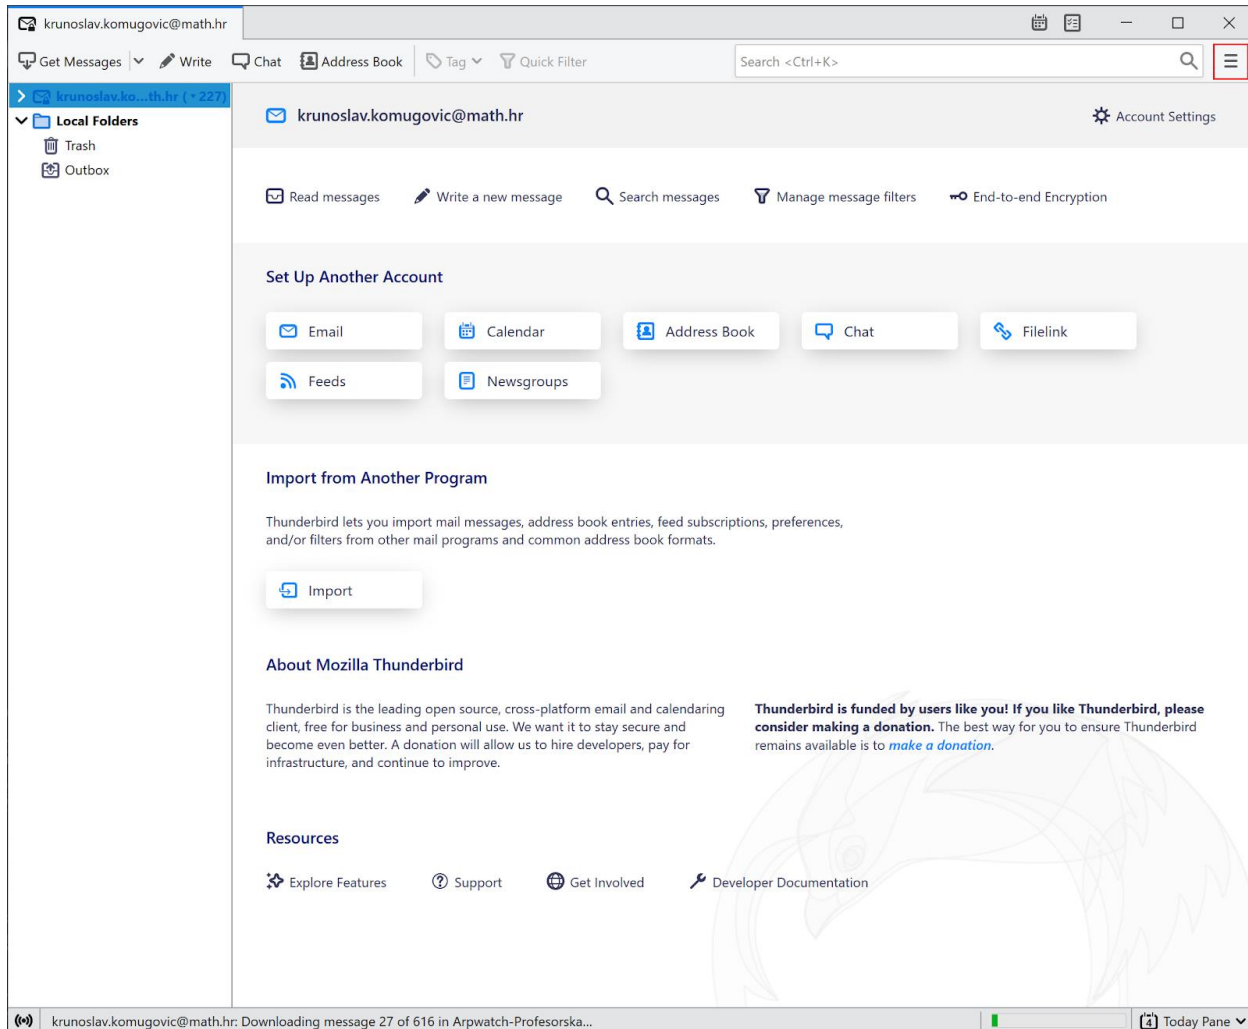 krunoslav.komugovic@math.hr
Get Messages Write Chat Address Book Tag Quick Filter Search <Ctrl+K>
krunoslav.ko...th.hr (• 227)
Local Folders
Trash
Outbox
krunoslav.komugovic@math.hr Account Settings
Read messages Write a new message Search messages Manage message filters End-to-end Encryption
Set Up Another Account
Email Calendar Address Book Chat Filelink
Feeds Newsgroups
Import from Another Program
Thunderbird lets you import mail messages, address book entries, feed subscriptions, preferences,
and/or filters from other mail programs and common address book formats.
Import
About Mozilla Thunderbird
Thunderbird is the leading open source, cross-platform email and calendaring
client, free for business and personal use. We want it to stay secure and
become even better. A donation will allow us to hire developers, pay for
infrastructure, and continue to improve.
Thunderbird is funded by users like you! If you like Thunderbird, please
consider making a donation. The best way for you to ensure Thunderbird
remains available is to make a donation.
Resources
Explore Features Support Get Involved Developer Documentation
krunoslav.komugovic@math.hr: Downloading message 27 of 616 in Arpwatch-Profesorska... 4 Today Pane